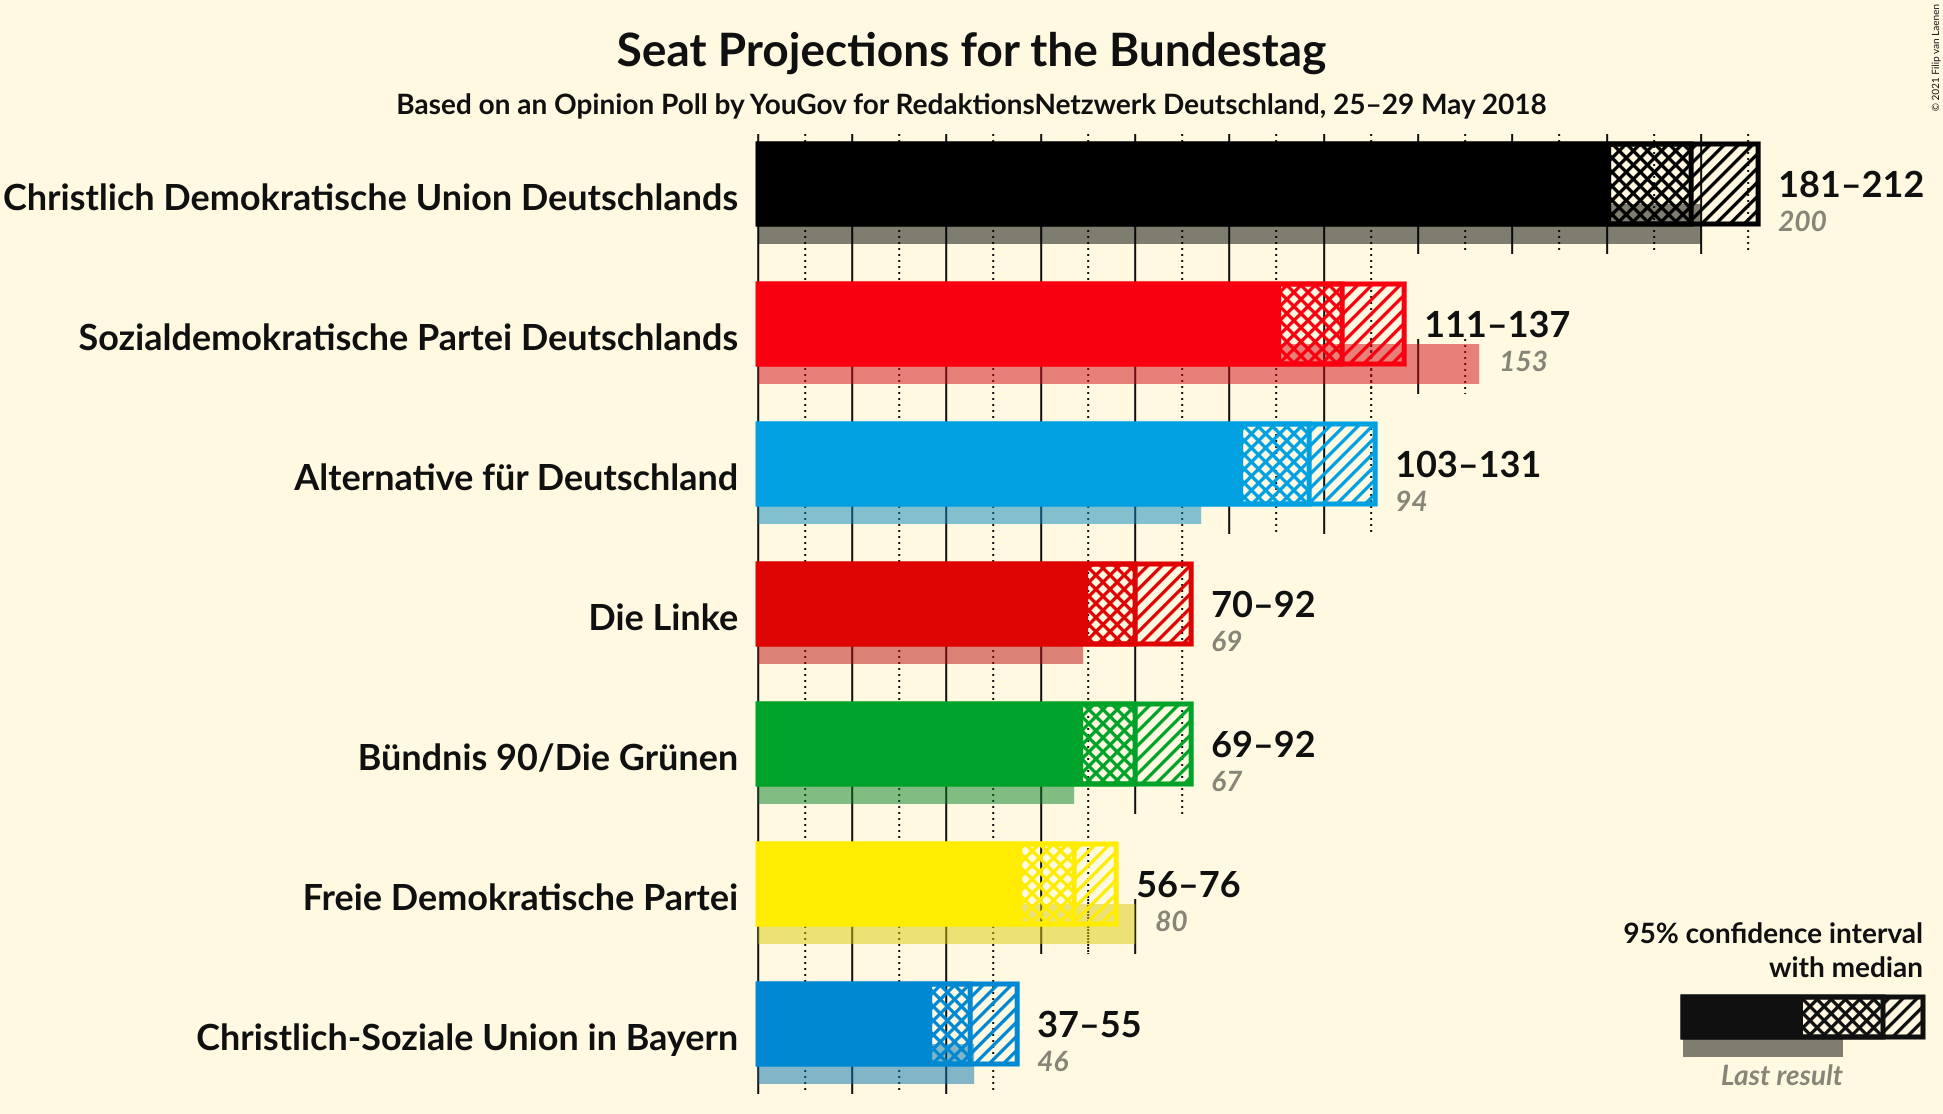 Seat Projections for the Bundestag
Based on an Opinion Poll by YouGov for RedaktionsNetzwerk Deutschland, 25–29 May 2018
© 2021 Filip van Laenen
Christlich Demokratische Union Deutschlands
181–212
200
Sozialdemokratische Partei Deutschlands
111–137
153
Alternative für Deutschland
103–131
94
Die Linke
70–92
69
Bündnis 90/Die Grünen
69–92
67
Freie Demokratische Partei
56–76
80
Christlich-Soziale Union in Bayern
37–55
46
95% confidence interval
with median
Last result